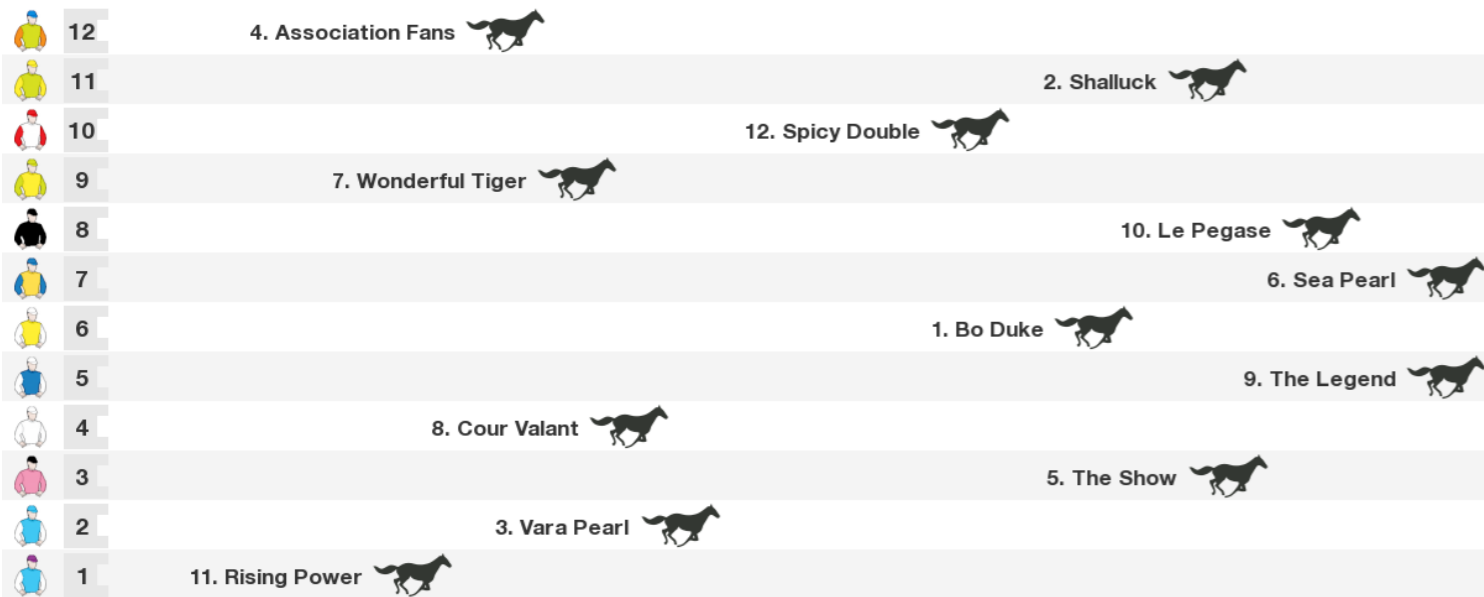 12 4. Association Fans
11 2. Shalluck
10 12. Spicy Double
9 7. Wonderful Tiger
8 10. Le Pegase
7 6. Sea Pearl
6 1. Bo Duke
5 9. The Legend
4 8. Cour Valant
3 5. The Show
2 3. Vara Pearl
1 11. Rising Power